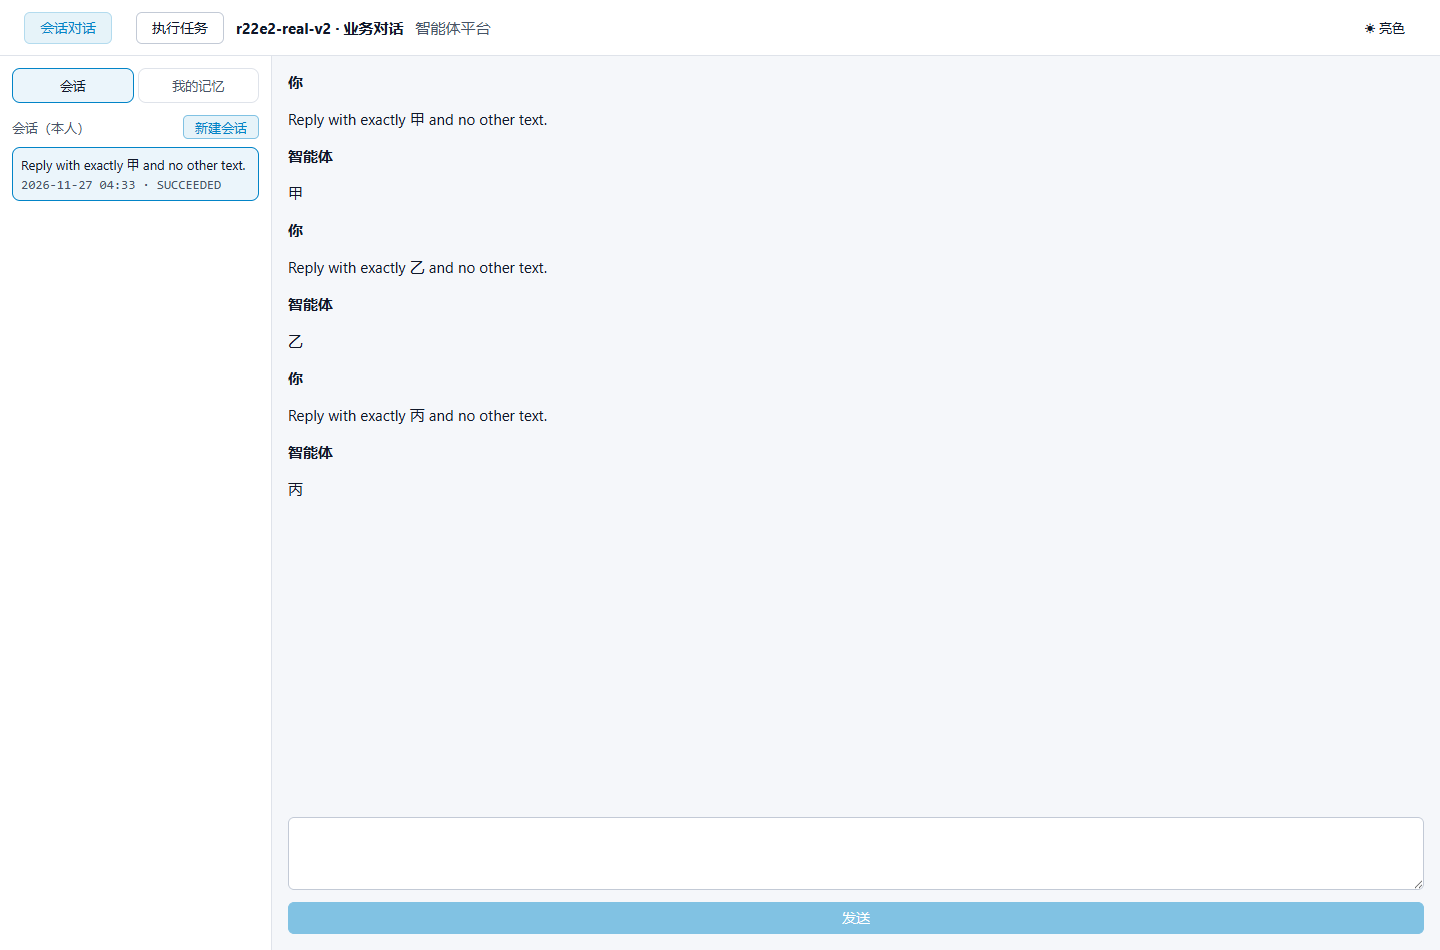 会话对话 执行任务 r22e2-real-v2 · 业务对话 智能体平台 ☀ 亮色
会话 我的记忆
会话（本人） 新建会话
Reply with exactly 甲 and no other text.
2026-11-27 04:33 · SUCCEEDED
你
Reply with exactly 甲 and no other text.
智能体
甲
你
Reply with exactly 乙 and no other text.
智能体
乙
你
Reply with exactly 丙 and no other text.
智能体
丙
发送